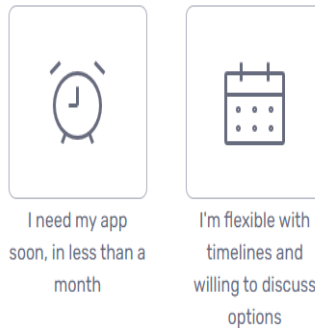 I need my app
soon, in less than a
month
I'm flexible with
timelines and
willing to discuss
options